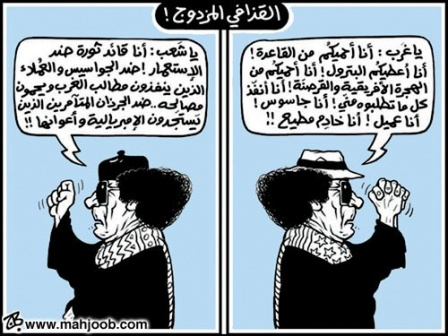 القذافي المزدوج !
يا غرب : أنا أحميكم من القاعدة !
أنا أعطيكم البترول ! أنا أحميكم من
الهجرة الأفريقية والقرصنة ! أنا أنفّذ
كل ما تطلبوه مني ! أنا جاسوس !
أنا عميل ! أنا خادم مطيع !!
يا شعب : أنا قائد ثورة ضد
الاستعمار ! ضد الجواسيس والعملاء
الذين ينفذون مطالب الغرب ويحمون
مصالحه .. ضد الجرذان المتآمرين الذين
يستجدون الإمبريالية وأعوانها !!
www.mahjoob.com